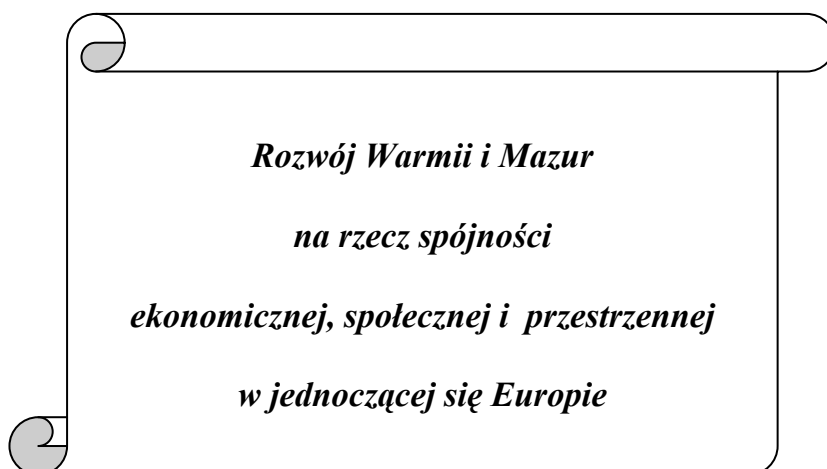 Rozwój Warmii i Mazur
na rzecz spójności
ekonomicznej, społecznej i przestrzennej
w jednoczącej się Europie